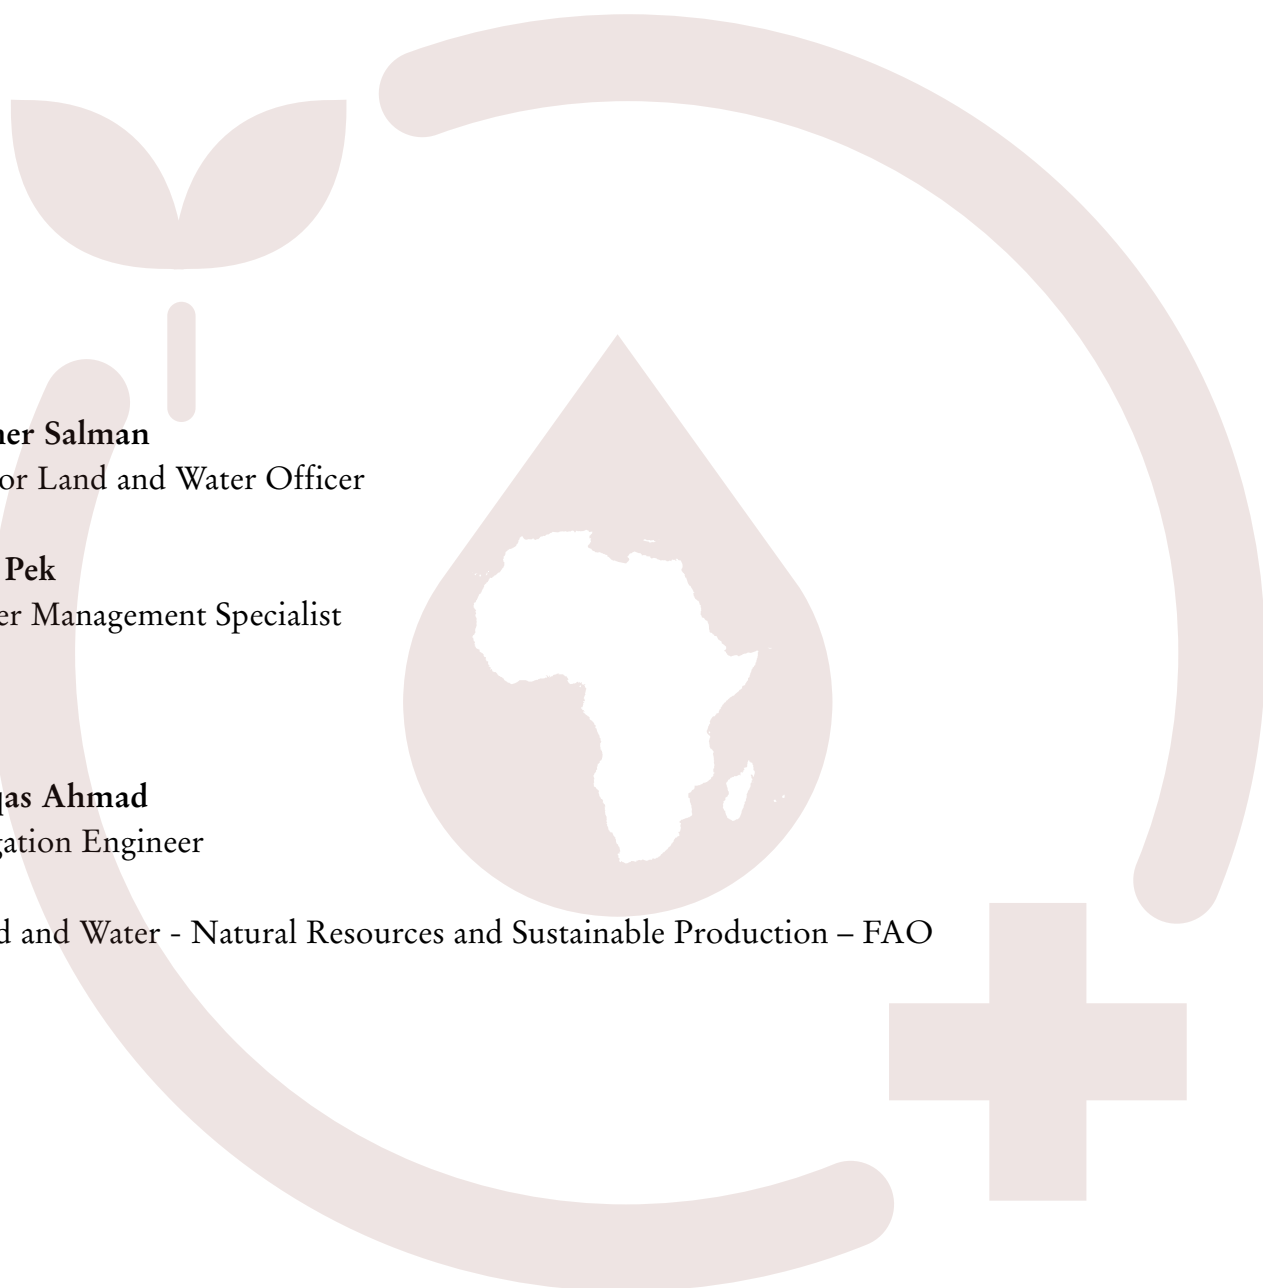 ner Salman
or Land and Water Officer
Pek
er Management Specialist
qas Ahmad
gation Engineer
d and Water - Natural Resources and Sustainable Production – FAO